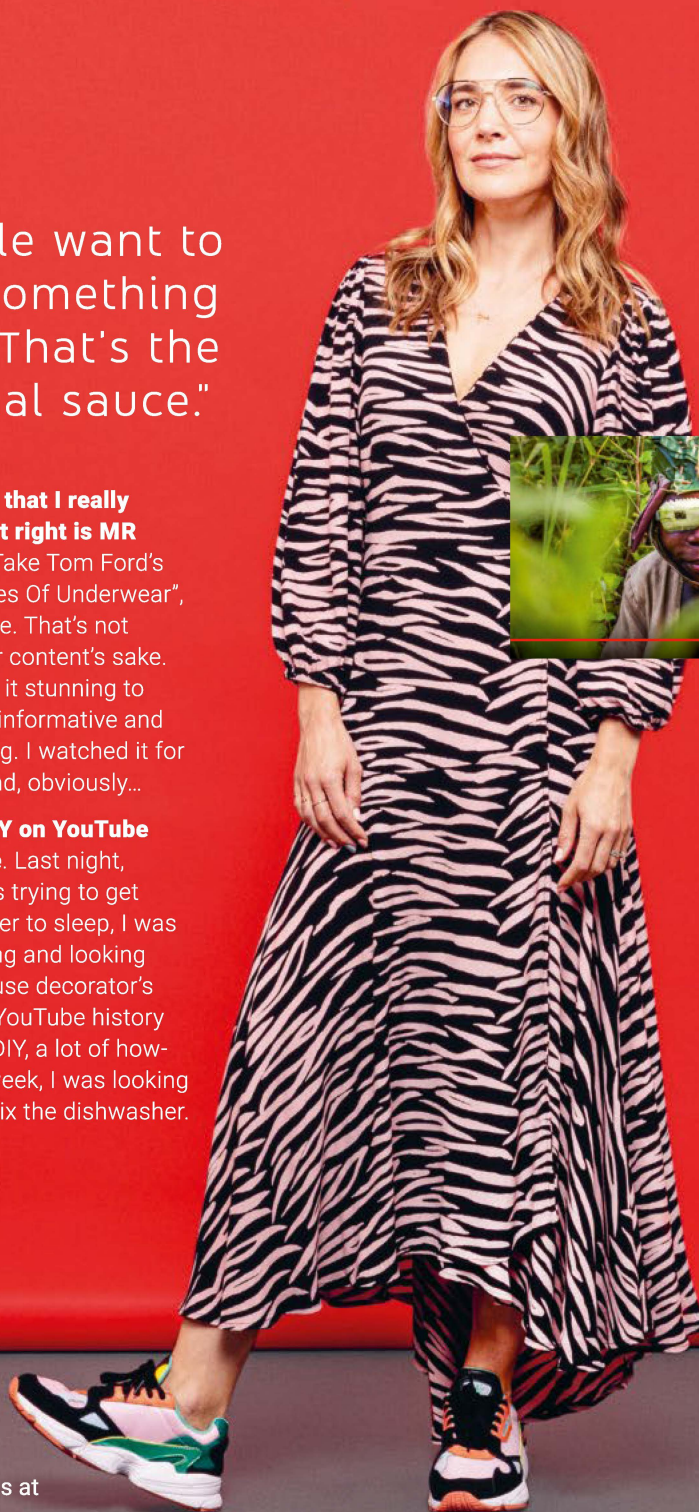 le want to
omething
That's the
al sauce."
that I really
t right is MR
Take Tom Ford's
es Of Underwear",
e. That's not
r content's sake.
it stunning to
informative and
g. I watched it for
nd, obviously…
Y on YouTube
e. Last night,
s trying to get
er to sleep, I was
ng and looking
use decorator's
YouTube history
DIY, a lot of how-
week, I was looking
ix the dishwasher.
s at